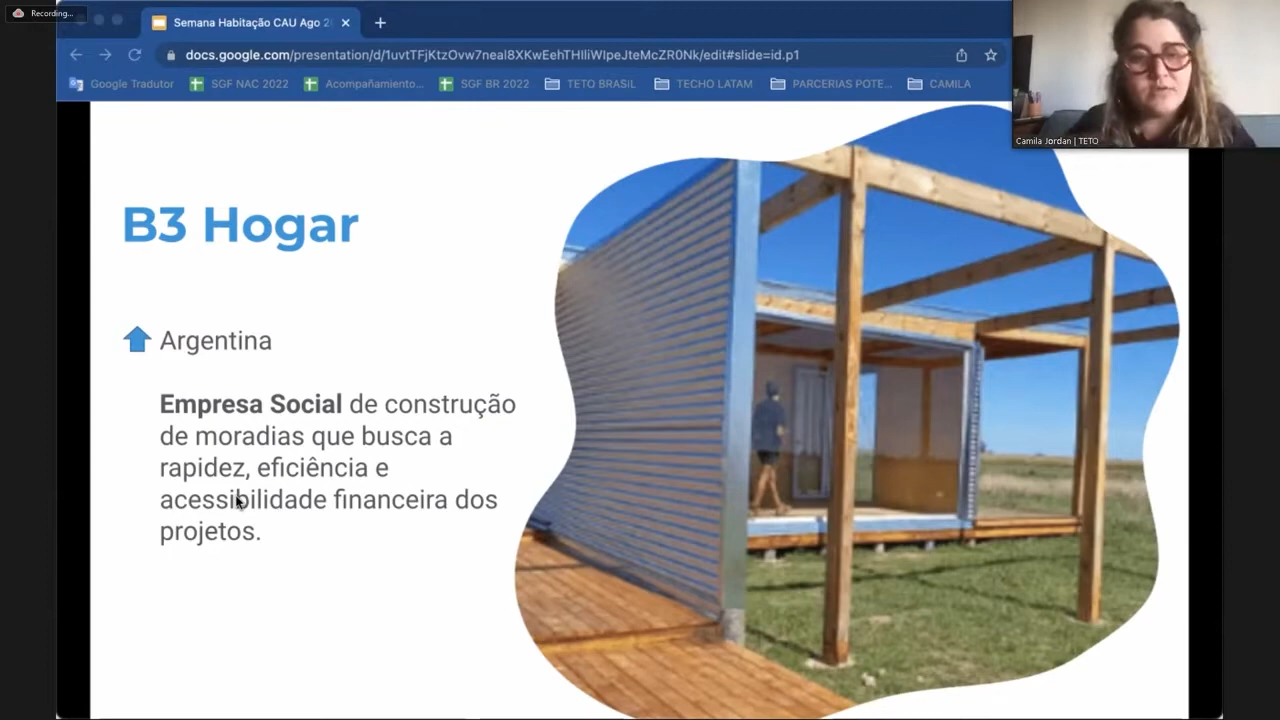 Recording...
Semana Habitação CAU Ago 2
docs.google.com/presentation/d/1uvtTFjKtzOvw7neal8XKwEehTHIliWIpeJteMcZR0Nk/edit#slide=id.p1
Google Tradutor SGF NAC 2022 Acompañamiento... SGF BR 2022 TETO BRASIL TECHO LATAM PARCERIAS POTE... CAMILA
Camila Jordan | TETO
B3 Hogar
Argentina
Empresa Social de construção
de moradias que busca a
rapidez, eficiência e
acessibilidade financeira dos
projetos.